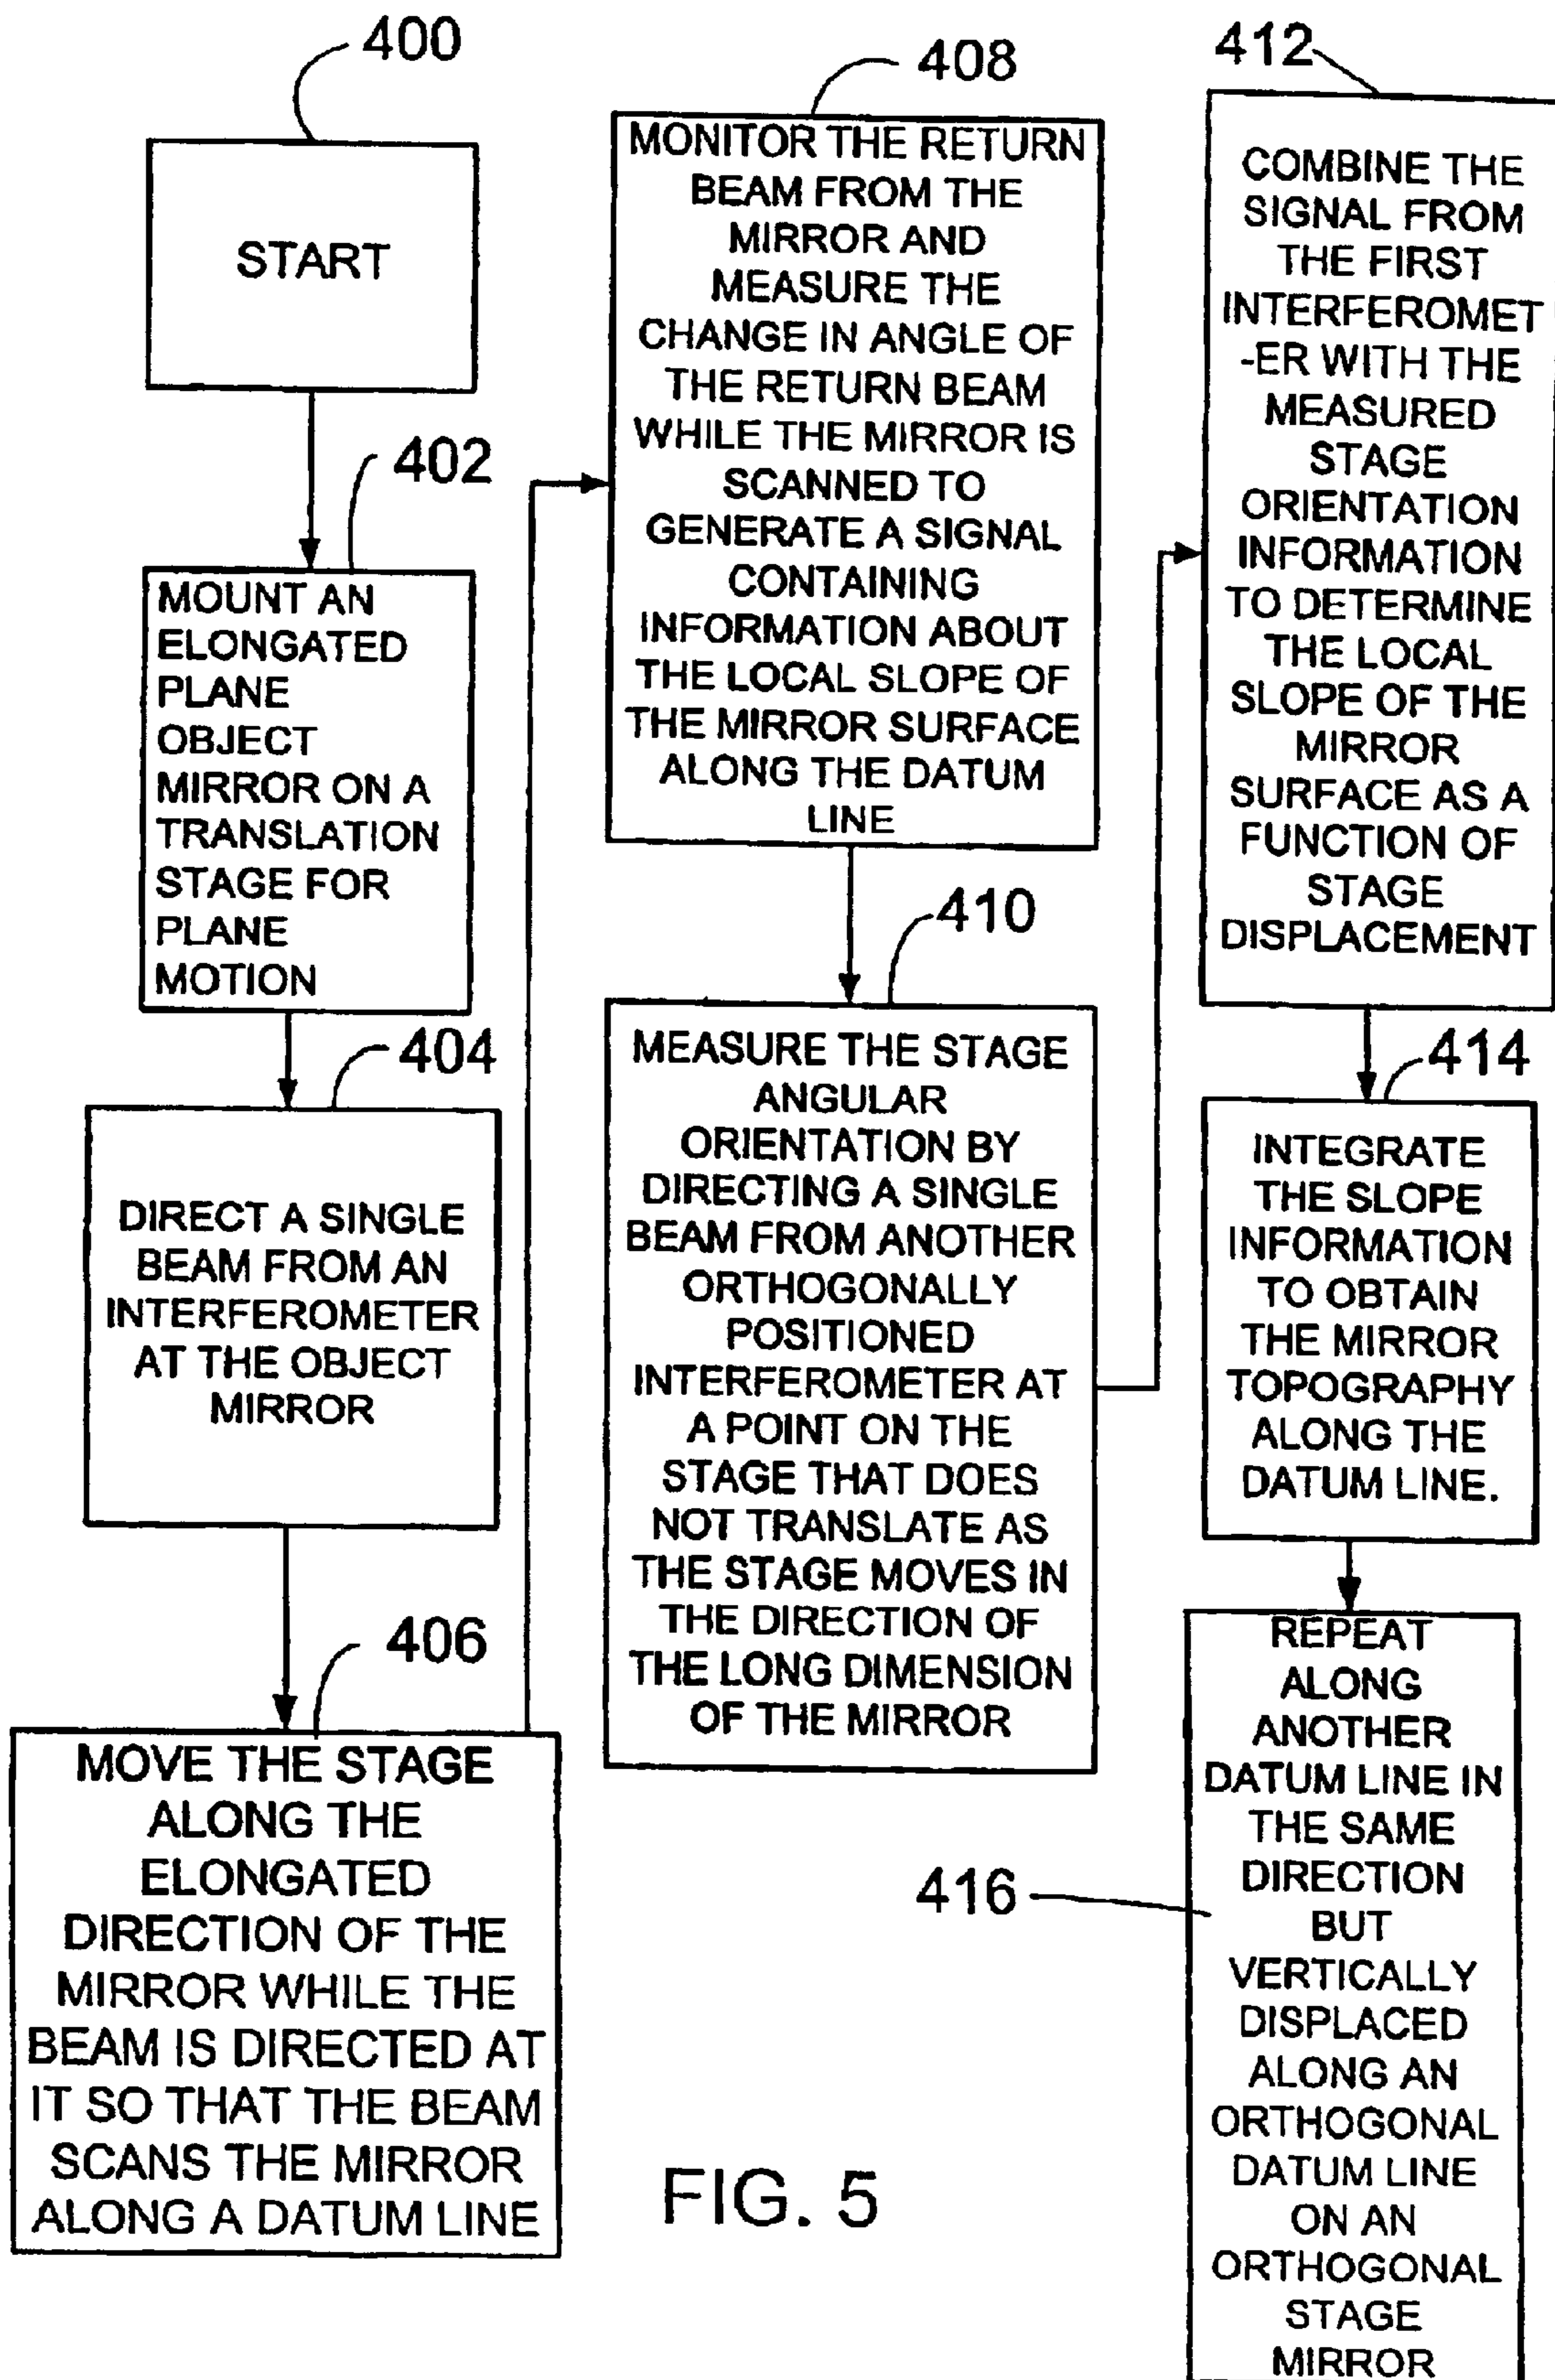 400
START
402
MOUNT AN
ELONGATED
PLANE
OBJECT
MIRROR ON A
TRANSLATION
STAGE FOR
PLANE
MOTION
404
DIRECT A SINGLE
BEAM FROM AN
INTERFEROMETER
AT THE OBJECT
MIRROR
406
MOVE THE STAGE
ALONG THE
ELONGATED
DIRECTION OF THE
MIRROR WHILE THE
BEAM IS DIRECTED AT
IT SO THAT THE BEAM
SCANS THE MIRROR
ALONG A DATUM LINE
408
MONITOR THE RETURN
BEAM FROM THE
MIRROR AND
MEASURE THE
CHANGE IN ANGLE OF
THE RETURN BEAM
WHILE THE MIRROR IS
SCANNED TO
GENERATE A SIGNAL
CONTAINING
INFORMATION ABOUT
THE LOCAL SLOPE OF
THE MIRROR SURFACE
ALONG THE DATUM
LINE
410
MEASURE THE STAGE
ANGULAR
ORIENTATION BY
DIRECTING A SINGLE
BEAM FROM ANOTHER
ORTHOGONALLY
POSITIONED
INTERFEROMETER AT
A POINT ON THE
STAGE THAT DOES
NOT TRANSLATE AS
THE STAGE MOVES IN
THE DIRECTION OF
THE LONG DIMENSION
OF THE MIRROR
412
COMBINE THE
SIGNAL FROM
THE FIRST
INTERFEROMET
-ER WITH THE
MEASURED
STAGE
ORIENTATION
INFORMATION
TO DETERMINE
THE LOCAL
SLOPE OF THE
MIRROR
SURFACE AS A
FUNCTION OF
STAGE
DISPLACEMENT
414
INTEGRATE
THE SLOPE
INFORMATION
TO OBTAIN
THE MIRROR
TOPOGRAPHY
ALONG THE
DATUM LINE.
416
REPEAT
ALONG
ANOTHER
DATUM LINE IN
THE SAME
DIRECTION
BUT
VERTICALLY
DISPLACED
ALONG AN
ORTHOGONAL
DATUM LINE
ON AN
ORTHOGONAL
STAGE
MIRROR
FIG. 5